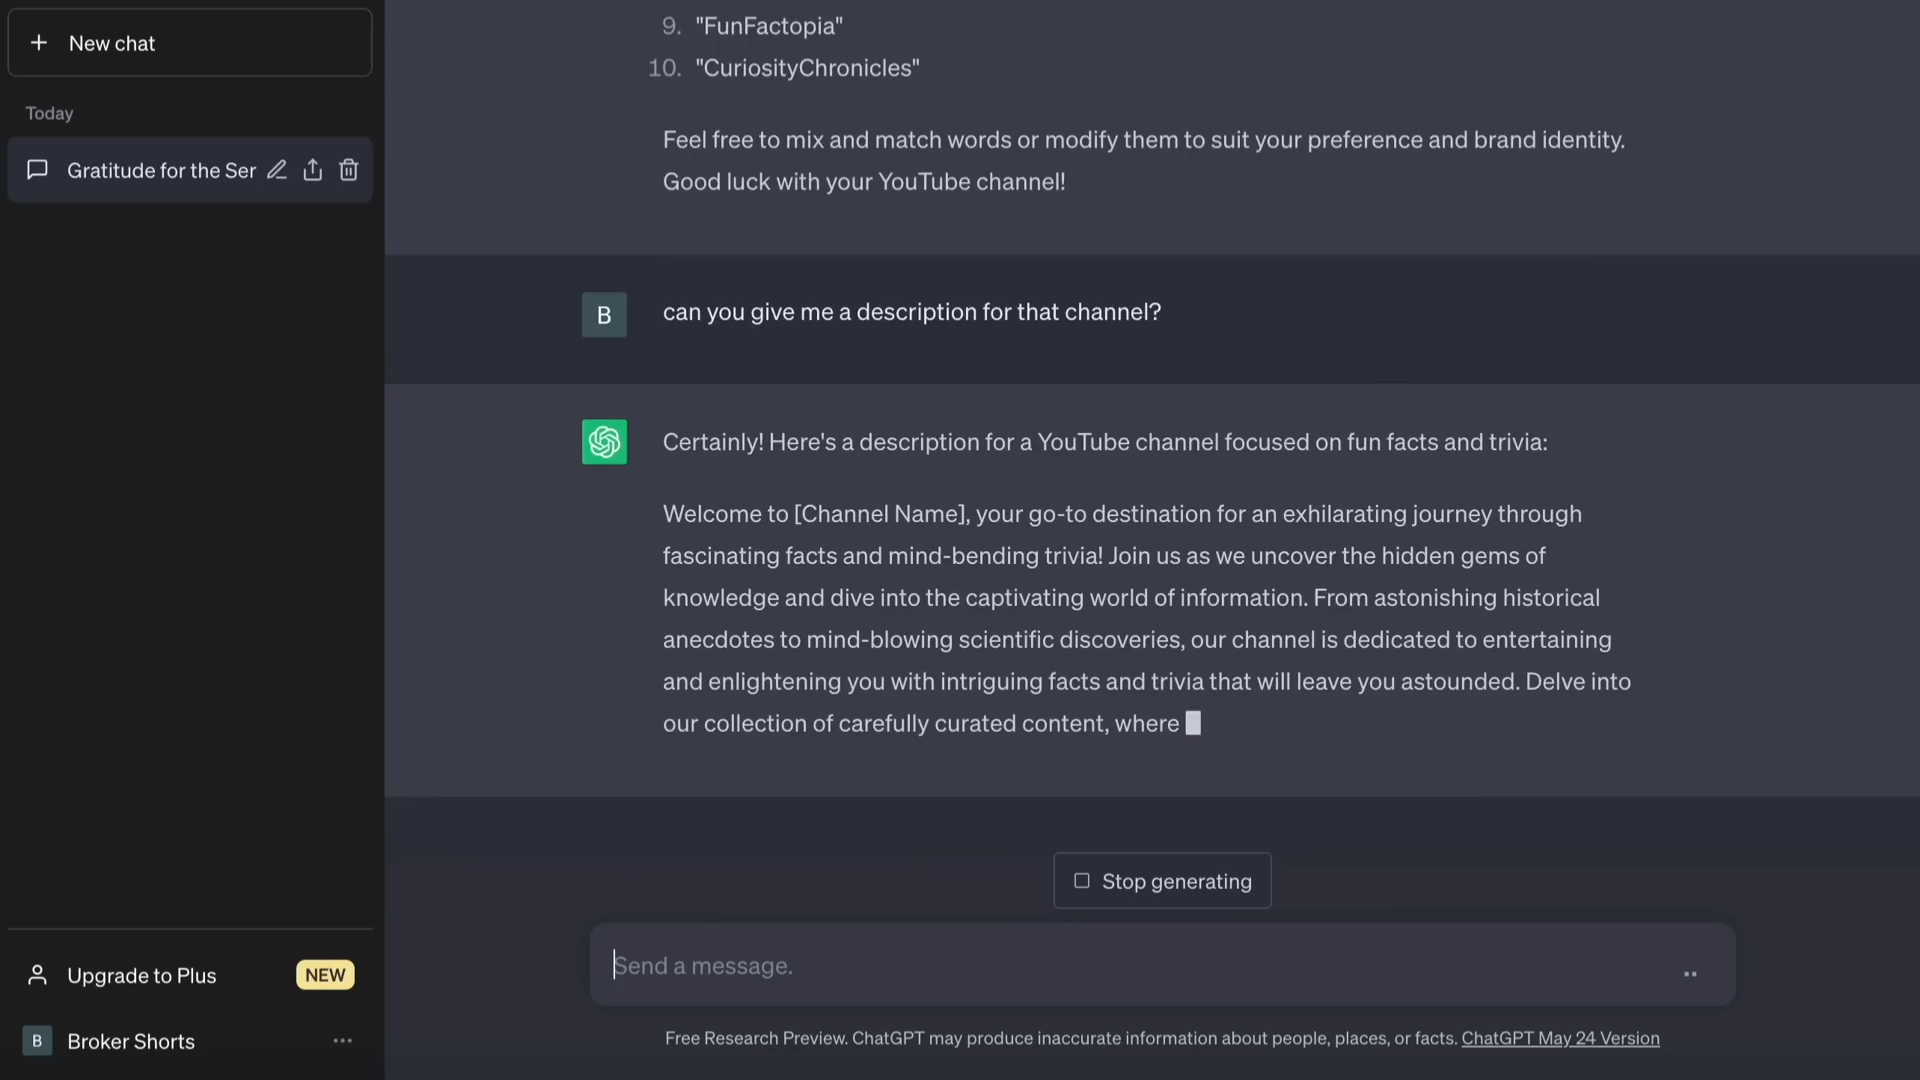 New chat
Today
Gratitude for the Ser
9. "FunFactopia"
10. "CuriosityChronicles"
Feel free to mix and match words or modify them to suit your preference and brand identity.
Good luck with your YouTube channel!
B
can you give me a description for that channel?
Certainly! Here's a description for a YouTube channel focused on fun facts and trivia:
Welcome to [Channel Name], your go-to destination for an exhilarating journey through
fascinating facts and mind-bending trivia! Join us as we uncover the hidden gems of
knowledge and dive into the captivating world of information. From astonishing historical
anecdotes to mind-blowing scientific discoveries, our channel is dedicated to entertaining
and enlightening you with intriguing facts and trivia that will leave you astounded. Delve into
our collection of carefully curated content, where
Stop generating
Send a message.
Free Research Preview. ChatGPT may produce inaccurate information about people, places, or facts. ChatGPT May 24 Version
Upgrade to Plus NEW
B Broker Shorts